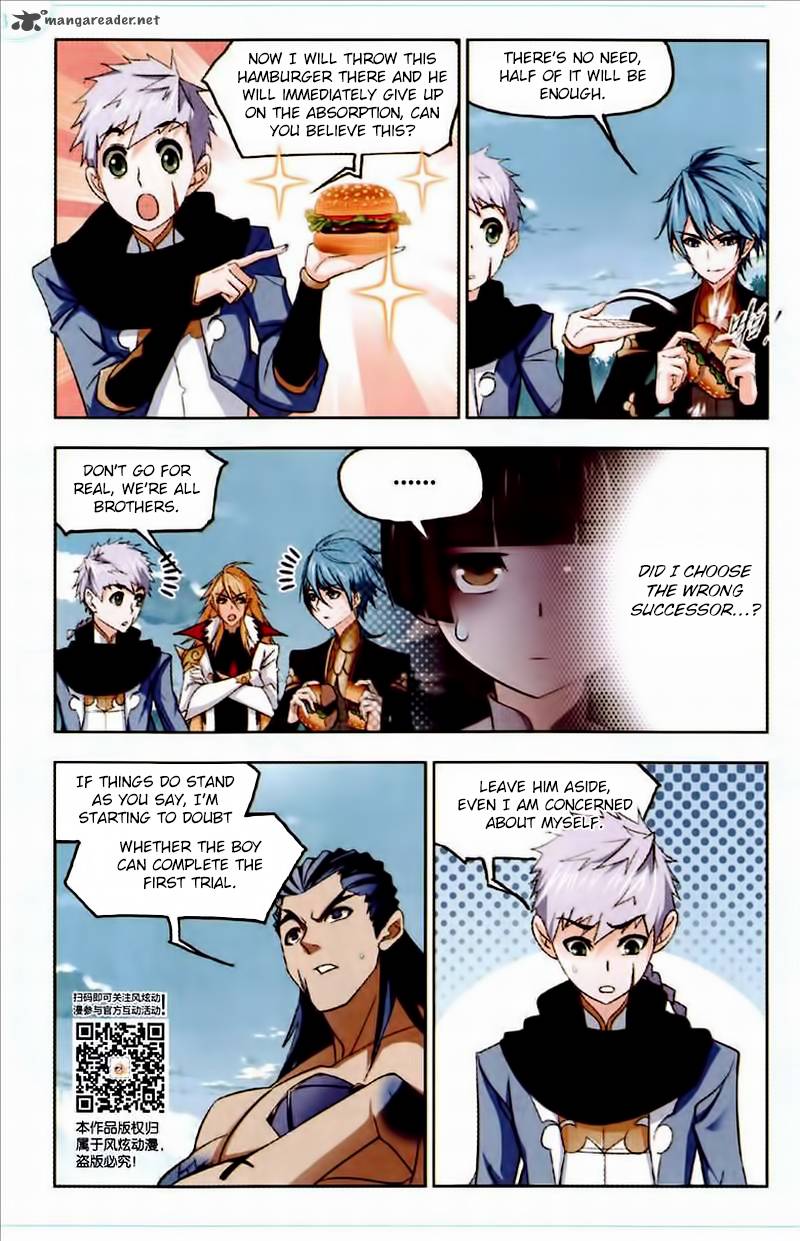 mangareader.net
NOW I WILL THROW THIS
HAMBURGER THERE AND HE
WILL IMMEDIATELY GIVE UP
ON THE ABSORPTION, CAN
YOU BELIEVE THIS?
THERE'S NO NEED,
HALF OF IT WILL BE
ENOUGH.
啪!
DON'T GO FOR
REAL, WE'RE ALL
BROTHERS.
••••••
DID I CHOOSE
THE WRONG
SUCCESSOR...?
IF THINGS DO STAND
AS YOU SAY, I'M
STARTING TO DOUBT
WHETHER THE BOY
CAN COMPLETE THE
FIRST TRIAL.
LEAVE HIM ASIDE,
EVEN I AM CONCERNED
ABOUT MYSELF.
扫码即可关注风炫动
漫参与官方互动活动!
本作品版权归
属于风炫动漫,
盗版必究!